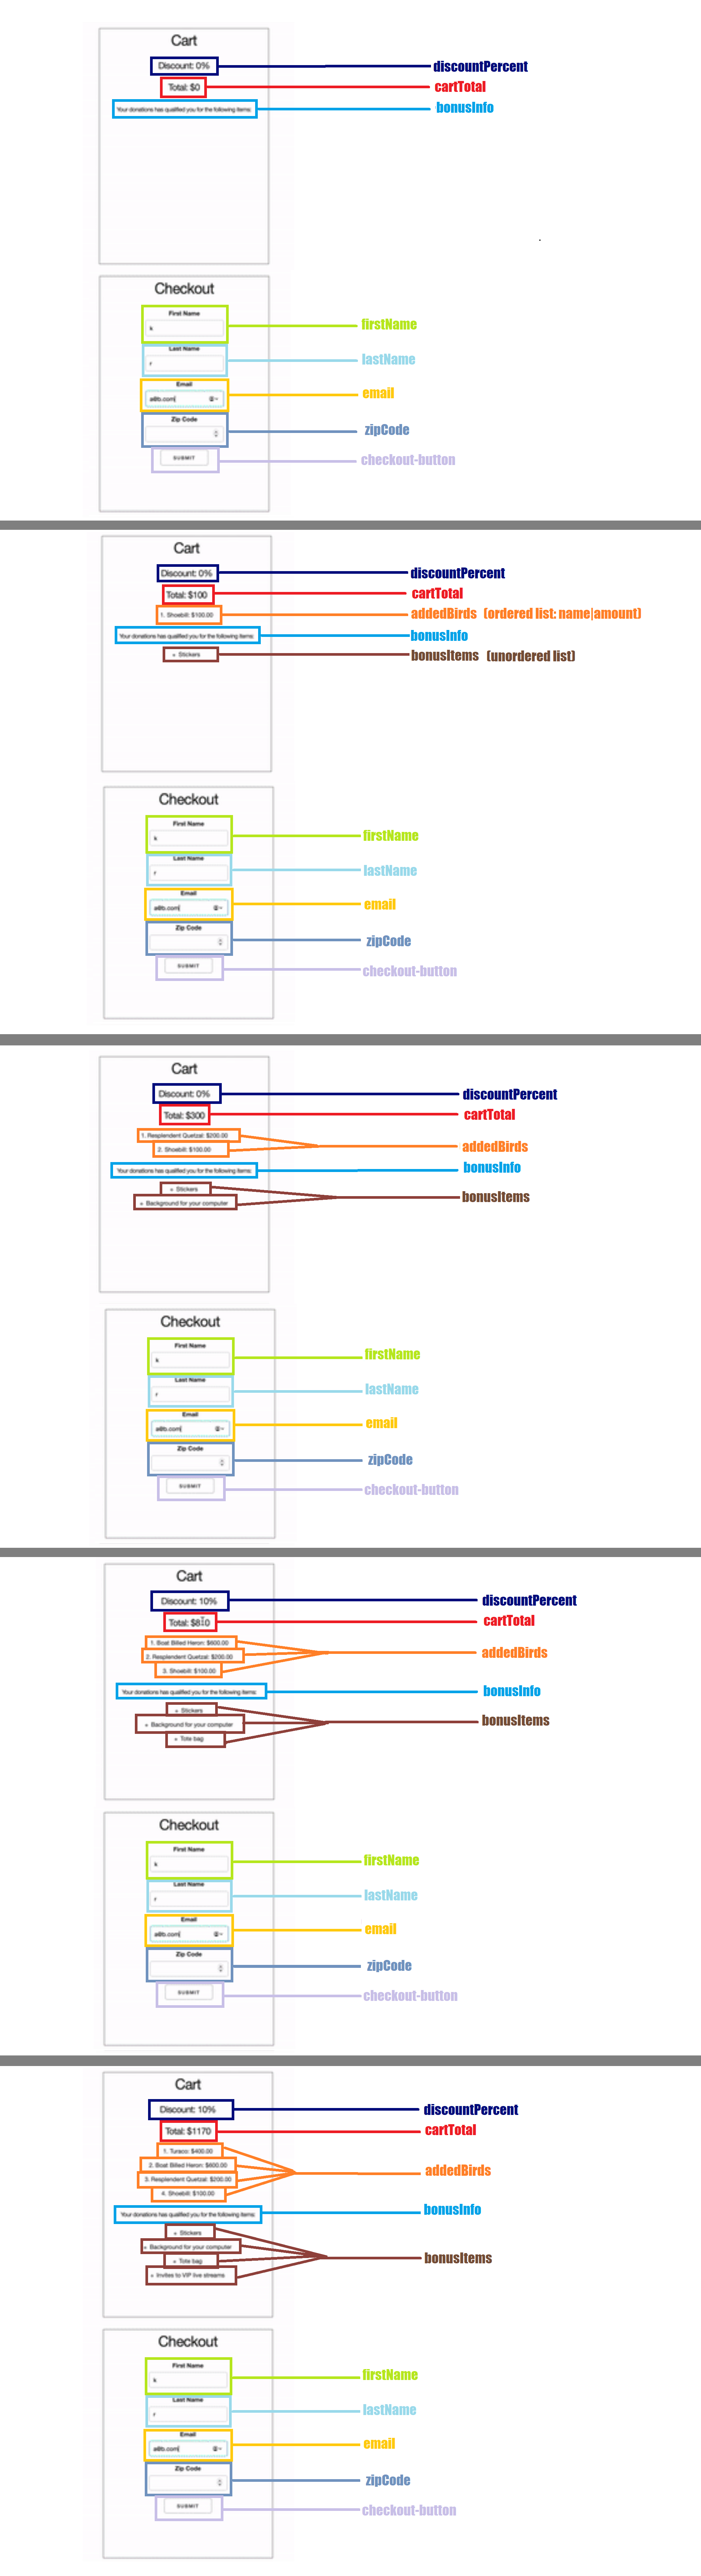 Cart
Discount: 0%
discountPercent
Total: $0
cartTotal
Your donations has qualified you for the following items:
bonusInfo
Checkout
First Name
k
firstName
Last Name
r
lastName
Email
a@b.com
email
Zip Code
zipCode
SUBMIT
checkout-button
Cart
Discount: 0%
discountPercent
Total: $100
cartTotal
1. Shoebill: $100.00
addedBirds (ordered list: name|amount)
Your donations has qualified you for the following items:
bonusInfo
Stickers
bonusItems (unordered list)
Checkout
First Name
k
firstName
Last Name
r
lastName
Email
a@b.com
email
Zip Code
zipCode
SUBMIT
checkout-button
Cart
Discount: 0%
discountPercent
Total: $300
cartTotal
1. Resplendent Quetzal: $200.00
2. Shoebill: $100.00
addedBirds
Your donations has qualified you for the following items:
bonusInfo
Stickers
Background for your computer
bonusItems
Checkout
First Name
k
firstName
Last Name
r
lastName
Email
a@b.com
email
Zip Code
zipCode
SUBMIT
checkout-button
Cart
Discount: 10%
discountPercent
Total: $810
cartTotal
1. Boat Billed Heron: $600.00
2. Resplendent Quetzal: $200.00
3. Shoebill: $100.00
addedBirds
Your donations has qualified you for the following items:
bonusInfo
Stickers
Background for your computer
Tote bag
bonusItems
Checkout
First Name
k
firstName
Last Name
r
lastName
Email
a@b.com
email
Zip Code
zipCode
SUBMIT
checkout-button
Cart
Discount: 10%
discountPercent
Total: $1170
cartTotal
1. Turaco: $400.00
2. Boat Billed Heron: $600.00
3. Resplendent Quetzal: $200.00
4. Shoebill: $100.00
addedBirds
Your donations has qualified you for the following items:
bonusInfo
Stickers
Background for your computer
Tote bag
Invites to VIP live streams
bonusItems
Checkout
First Name
k
firstName
Last Name
r
lastName
Email
a@b.com
email
Zip Code
zipCode
SUBMIT
checkout-button